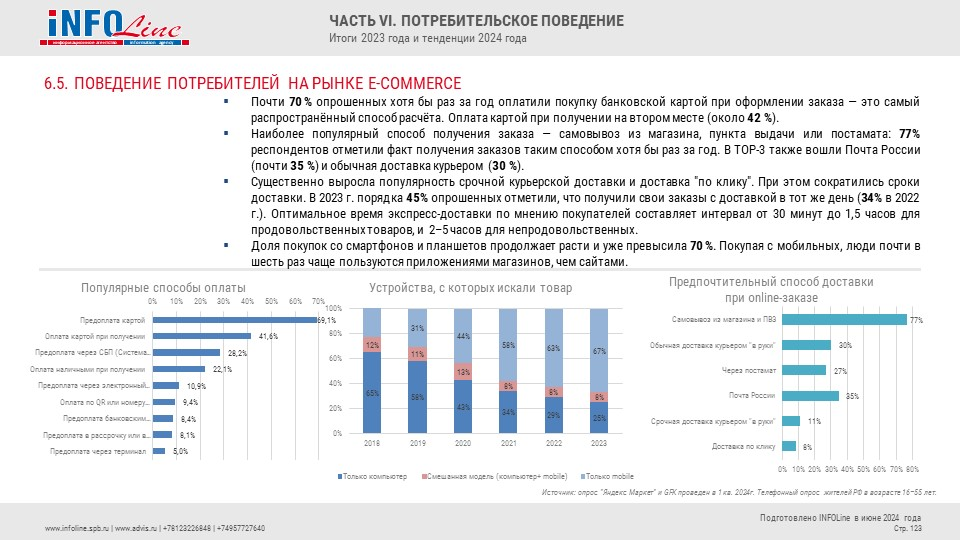 iNFOLine
информационное агентство information agency
ЧАСТЬ VI. ПОТРЕБИТЕЛЬСКОЕ ПОВЕДЕНИЕ
Итоги 2023 года и тенденции 2024 года
6.5. ПОВЕДЕНИЕ ПОТРЕБИТЕЛЕЙ НА РЫНКЕ E-COMMERCE
▪ Почти 70 % опрошенных хотя бы раз за год оплатили покупку банковской картой при оформлении заказа — это самый
распространённый способ расчёта. Оплата картой при получении на втором месте (около 42 %).
▪ Наиболее популярный способ получения заказа — самовывоз из магазина, пункта выдачи или постамата: 77%
респондентов отметили факт получения заказов таким способом хотя бы раз за год. В TOP-3 также вошли Почта России
(почти 35 %) и обычная доставка курьером (30 %).
▪ Существенно выросла популярность срочной курьерской доставки и доставка "по клику". При этом сократились сроки
доставки. В 2023 г. порядка 45% опрошенных отметили, что получили свои заказы с доставкой в тот же день (34% в 2022
г.). Оптимальное время экспресс-доставки по мнению покупателей составляет интервал от 30 минут до 1,5 часов для
продовольственных товаров, и 2–5 часов для непродовольственных.
▪ Доля покупок со смартфонов и планшетов продолжает расти и уже превысила 70 %. Покупая с мобильных, люди почти в
шесть раз чаще пользуются приложениями магазинов, чем сайтами.
Популярные способы оплаты
0% 10% 20% 30% 40% 50% 60% 70%
Предоплата картой 69,1%
Оплата картой при получении 41,6%
Предоплата через СБП (Система… 28,2%
Оплата наличными при получении 22,1%
Предоплата через электронный… 10,9%
Оплата по QR или номеру… 9,4%
Предоплата банковским… 8,4%
Предоплата в рассрочку или в… 8,1%
Предоплата через терминал 5,0%
Устройства, с которых искали товар
100%
80%
60%
40%
20%
0%
31% 44% 58% 63% 67%
12% 11% 13% 8% 8% 8%
65% 58% 43% 34% 29% 25%
2018 2019 2020 2021 2022 2023
Только компьютер Смешанная модель (компьютер+ mobile) Только mobile
Предпочтительный способ доставки
при online-заказе
Самовывоз из магазина и ПВЗ 77%
Обычная доставка курьером "в руки" 30%
Через постамат 27%
Почта России 35%
Срочная доставка курьером "в руки" 11%
Доставка по клику 8%
0% 10% 20% 30% 40% 50% 60% 70% 80%
Источник: опрос "Яндекс Маркет" и GFK проведен в 1 кв. 2024г. Телефонный опрос жителей РФ в возрасте 16–55 лет.
www.infoline.spb.ru | www.advis.ru | +78123226848 | +74957727640
Подготовлено INFOLine в июне 2024 года
Стр. 123